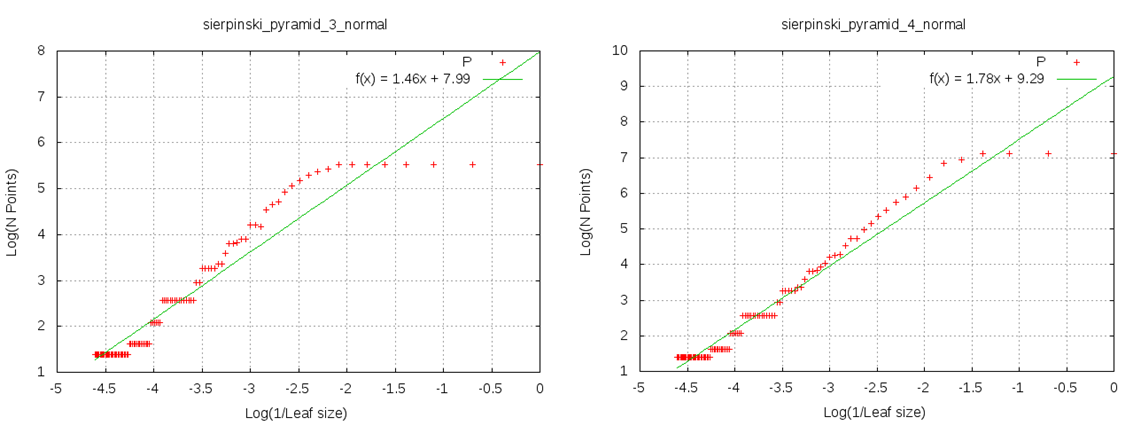 sierpinski_pyramid_3_normal
8
7
6
5
4
3
2
1
Log(N Points)
P
f(x) = 1.46x + 7.99
-5 -4.5 -4 -3.5 -3 -2.5 -2 -1.5 -1 -0.5 0
Log(1/Leaf size)
sierpinski_pyramid_4_normal
10
9
8
7
6
5
4
3
2
1
Log(N Points)
P
f(x) = 1.78x + 9.29
-5 -4.5 -4 -3.5 -3 -2.5 -2 -1.5 -1 -0.5 0
Log(1/Leaf size)